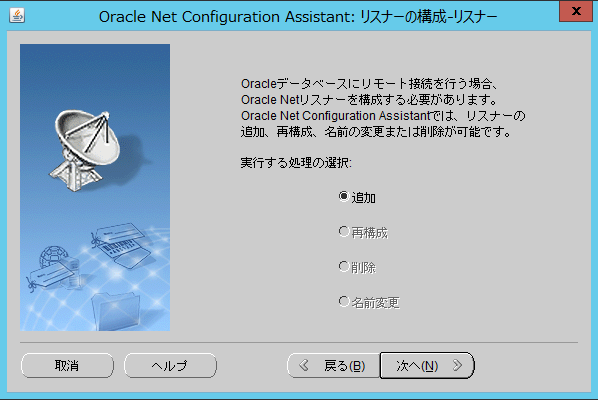 Oracle Net Configuration Assistant: リスナーの構成-リスナー
x
Oracleデータベースにリモート接続を行う場合、
Oracle Netリスナーを構成する必要があります。
Oracle Net Configuration Assistantでは、リスナーの
追加、再構成、名前の変更または削除が可能です。
実行する処理の選択:
追加
再構成
削除
名前変更
取消
ヘルプ
戻る(B)
次へ(N)